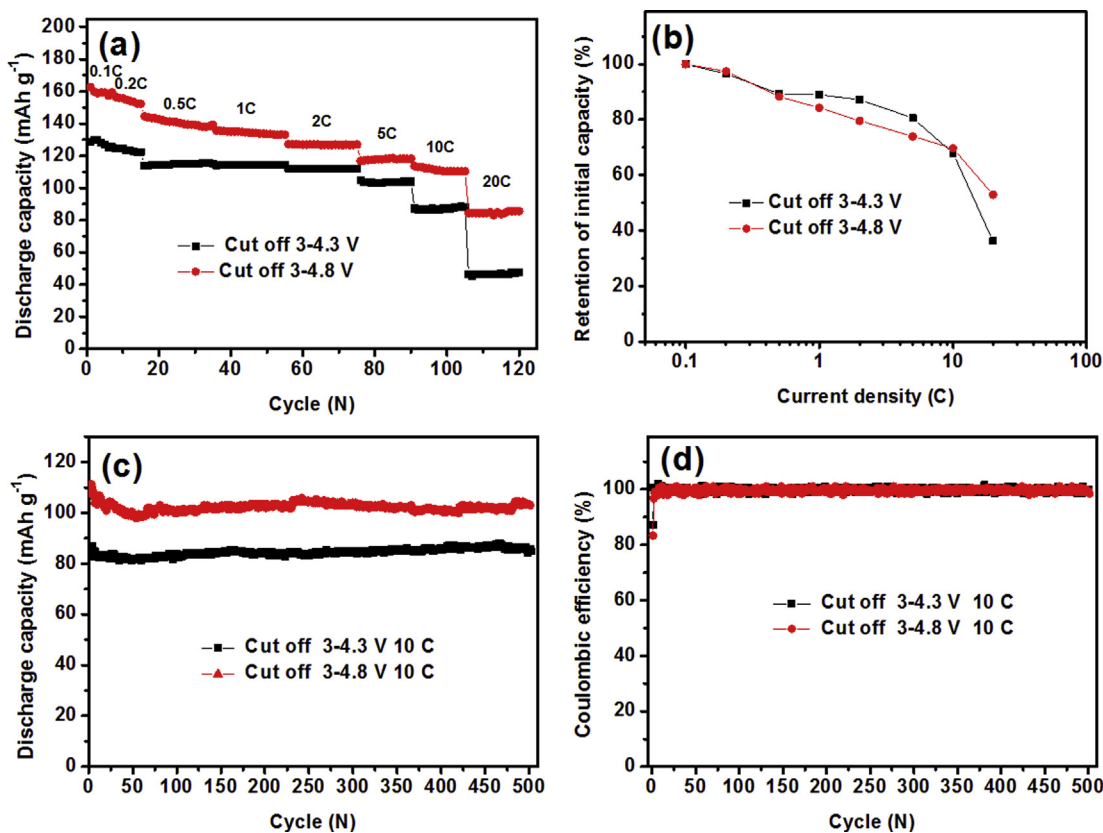 (a)
200
180
160
140
120
100
80
60
40
20
0
Discharge capacity (mAh g-1)
0.1C
0.2C
0.5C
1C
2C
5C
10C
20C
Cut off 3-4.3 V
Cut off 3-4.8 V
0 20 40 60 80 100 120
Cycle (N)
(b)
100
80
60
40
20
0
Retention of initial capacity (%)
Cut off 3-4.3 V
Cut off 3-4.8 V
0.1 1 10 100
Current density (C)
(c)
120
100
80
60
40
20
0
Discharge capacity (mAh g-1)
Cut off 3-4.3 V 10 C
Cut off 3-4.8 V 10 C
0 50 100 150 200 250 300 350 400 450 500
Cycle (N)
(d)
100
80
60
40
20
0
Coulombic efficiency (%)
Cut off 3-4.3 V 10 C
Cut off 3-4.8 V 10 C
0 50 100 150 200 250 300 350 400 450 500
Cycle (N)